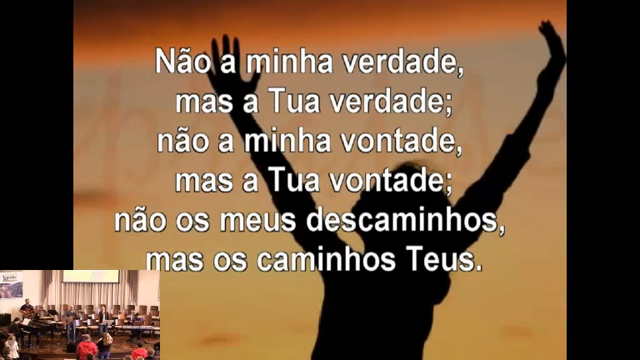 Não a minha verdade,
mas a Tua verdade;
não a minha vontade,
mas a Tua vontade;
não os meus descaminhos,
mas os caminhos Teus.